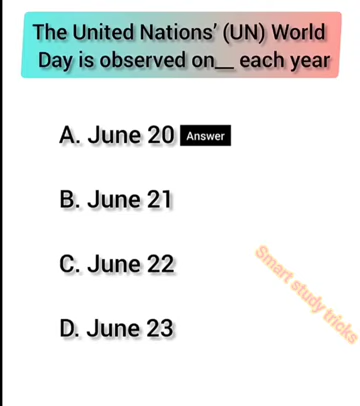 The United Nations' (UN) World
Day is observed on__ each year
A. June 20 Answer
B. June 21
C. June 22
Smart study tricks
D. June 23